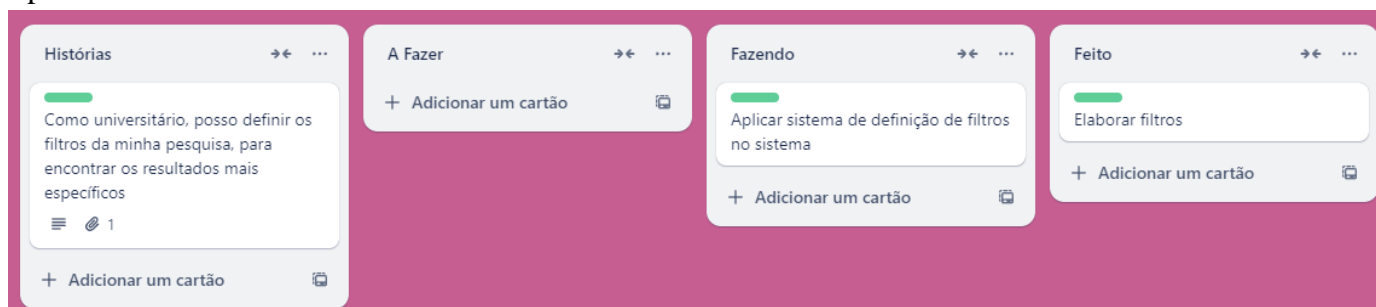 Histórias
Como universitário, posso definir os
filtros da minha pesquisa, para
encontrar os resultados mais
específicos
1
+ Adicionar um cartão
A Fazer
+ Adicionar um cartão
Fazendo
Aplicar sistema de definição de filtros
no sistema
+ Adicionar um cartão
Feito
Elaborar filtros
+ Adicionar um cartão